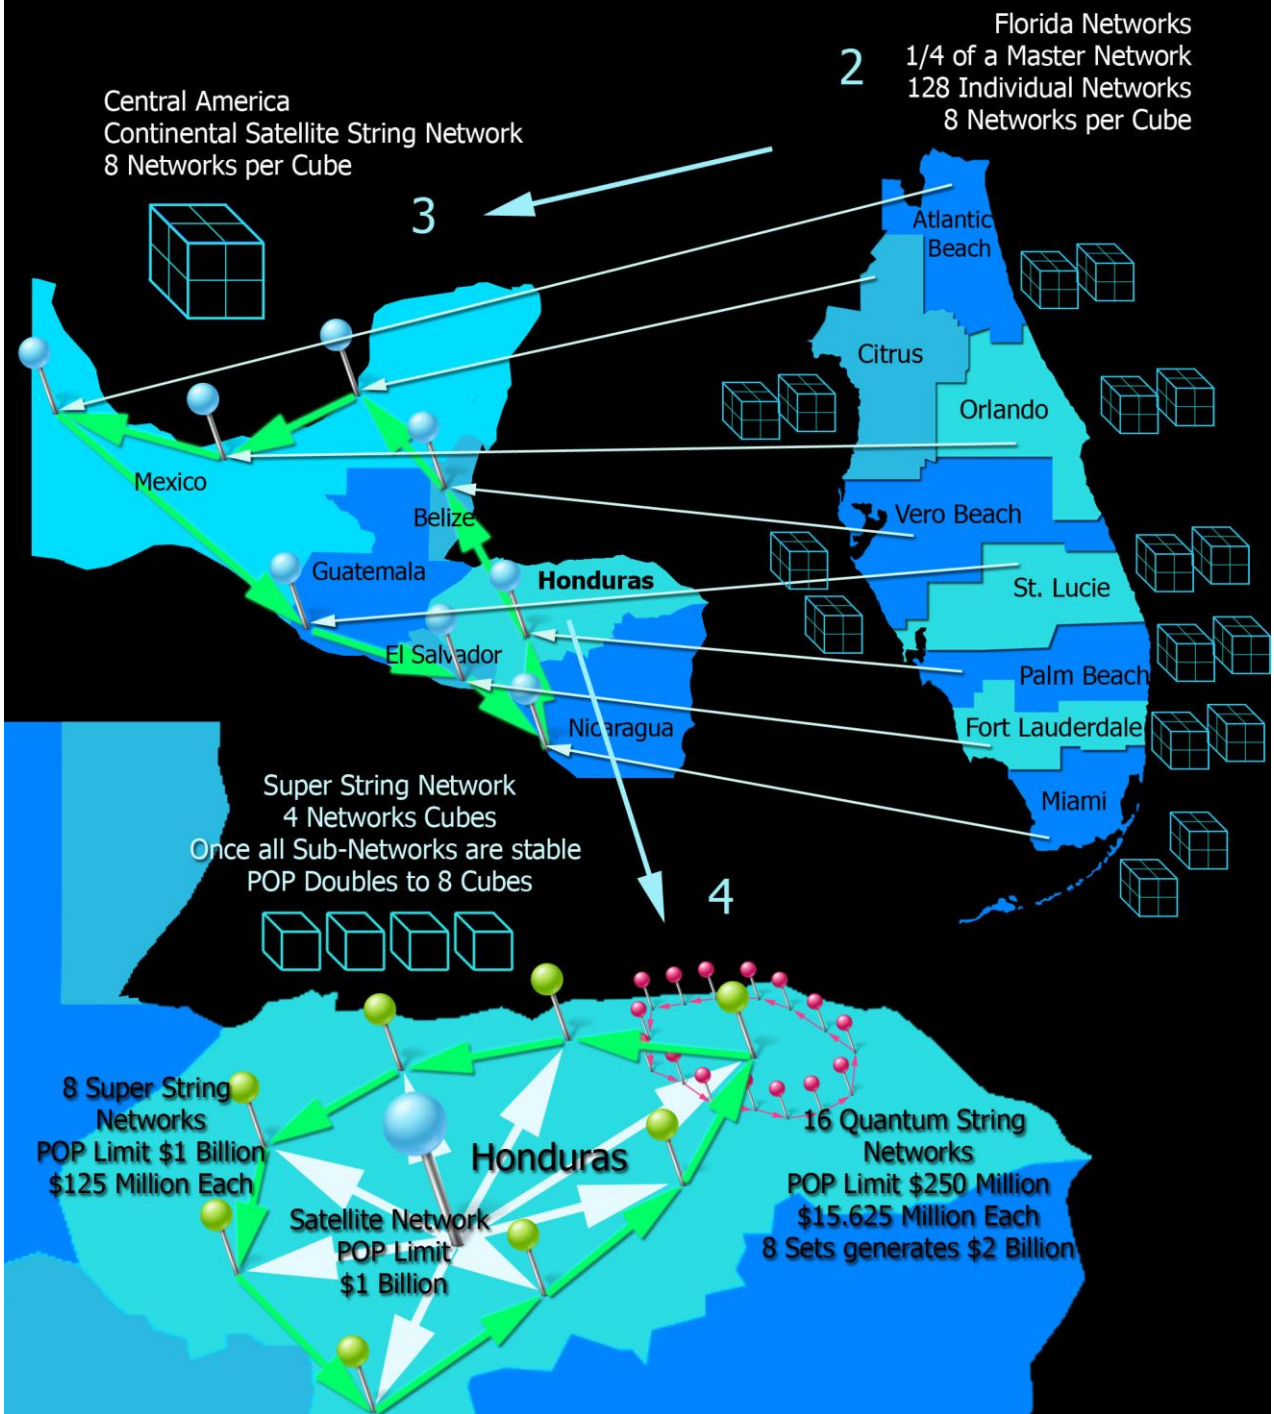 Florida Networks
1/4 of a Master Network
128 Individual Networks
8 Networks per Cube
2
Central America
Continental Satellite String Network
8 Networks per Cube
3
Atlantic
Beach
Citrus
Orlando
Vero Beach
St. Lucie
Palm Beach
Fort Lauderdale
Miami
Mexico
Belize
Guatemala
Honduras
El Salvador
Nicaragua
Super String Network
4 Networks Cubes
Once all Sub-Networks are stable
POP Doubles to 8 Cubes
4
8 Super String
Networks
POP Limit $1 Billion
$125 Million Each
Honduras
Satellite Network
POP Limit
$1 Billion
16 Quantum String
Networks
POP Limit $250 Million
$15.625 Million Each
8 Sets generates $2 Billion